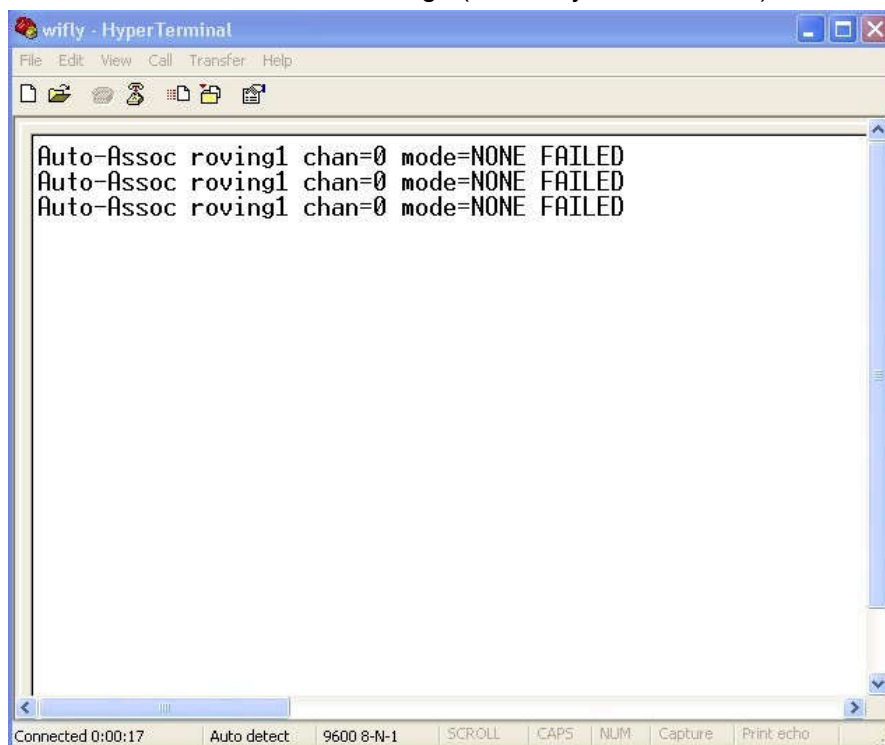 wifly - HyperTerminal
File Edit View Call Transfer Help
Auto-Assoc roving1 chan=0 mode=NONE FAILED
Auto-Assoc roving1 chan=0 mode=NONE FAILED
Auto-Assoc roving1 chan=0 mode=NONE FAILED
Connected 0:00:17 Auto detect 9600 8-N-1 SCROLL CAPS NUM Capture Print echo